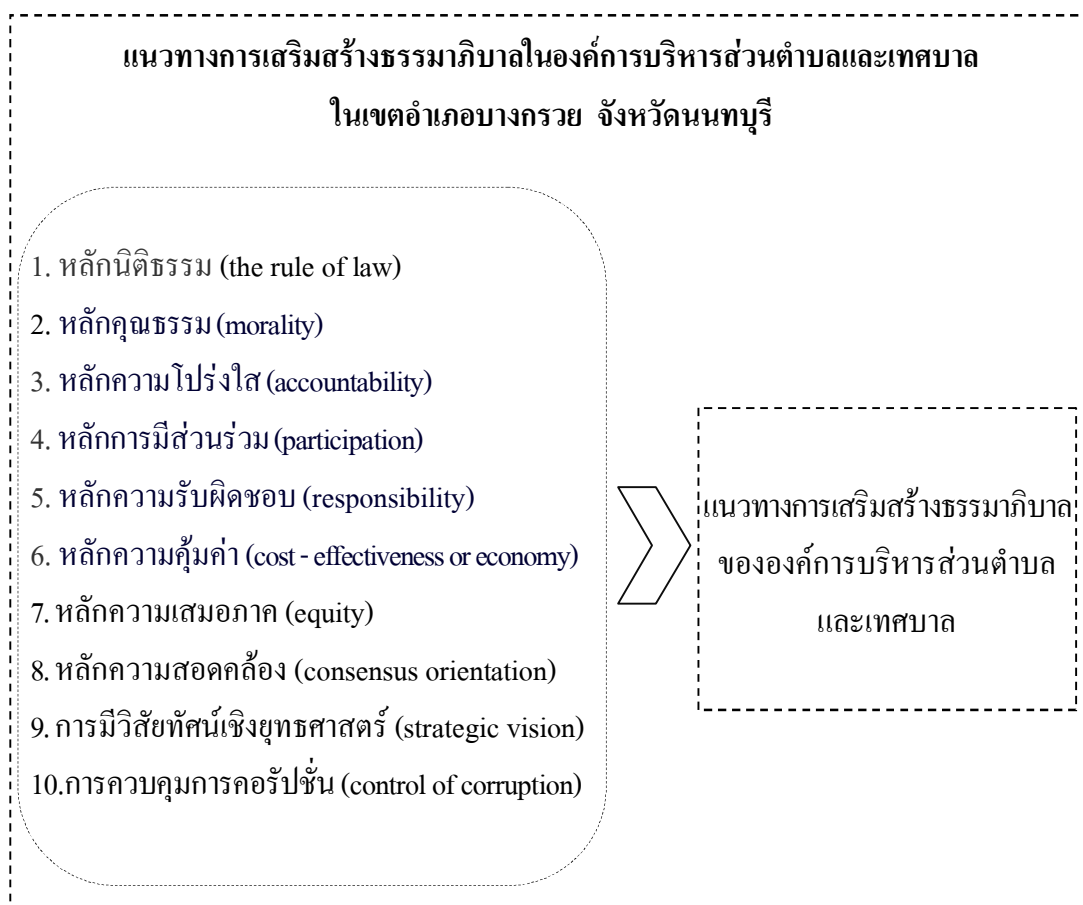 แนวทางการเสริมสร้างธรรมาภิบาลในองค์การบริหารส่วนตำบลและเทศบาล
ในเขตอำเภอบางกรวย จังหวัดนนทบุรี
1. หลักนิติธรรม (the rule of law)
2. หลักคุณธรรม (morality)
3. หลักความโปร่งใส (accountability)
4. หลักการมีส่วนร่วม (participation)
5. หลักความรับผิดชอบ (responsibility)
6. หลักความคุ้มค่า (cost - effectiveness or economy)
7. หลักความเสมอภาค (equity)
8. หลักความสอดคล้อง (consensus orientation)
9. การมีวิสัยทัศน์เชิงยุทธศาสตร์ (strategic vision)
10.การควบคุมการคอรัปชั่น (control of corruption)
แนวทางการเสริมสร้างธรรมาภิบาล
ขององค์การบริหารส่วนตำบล
และเทศบาล